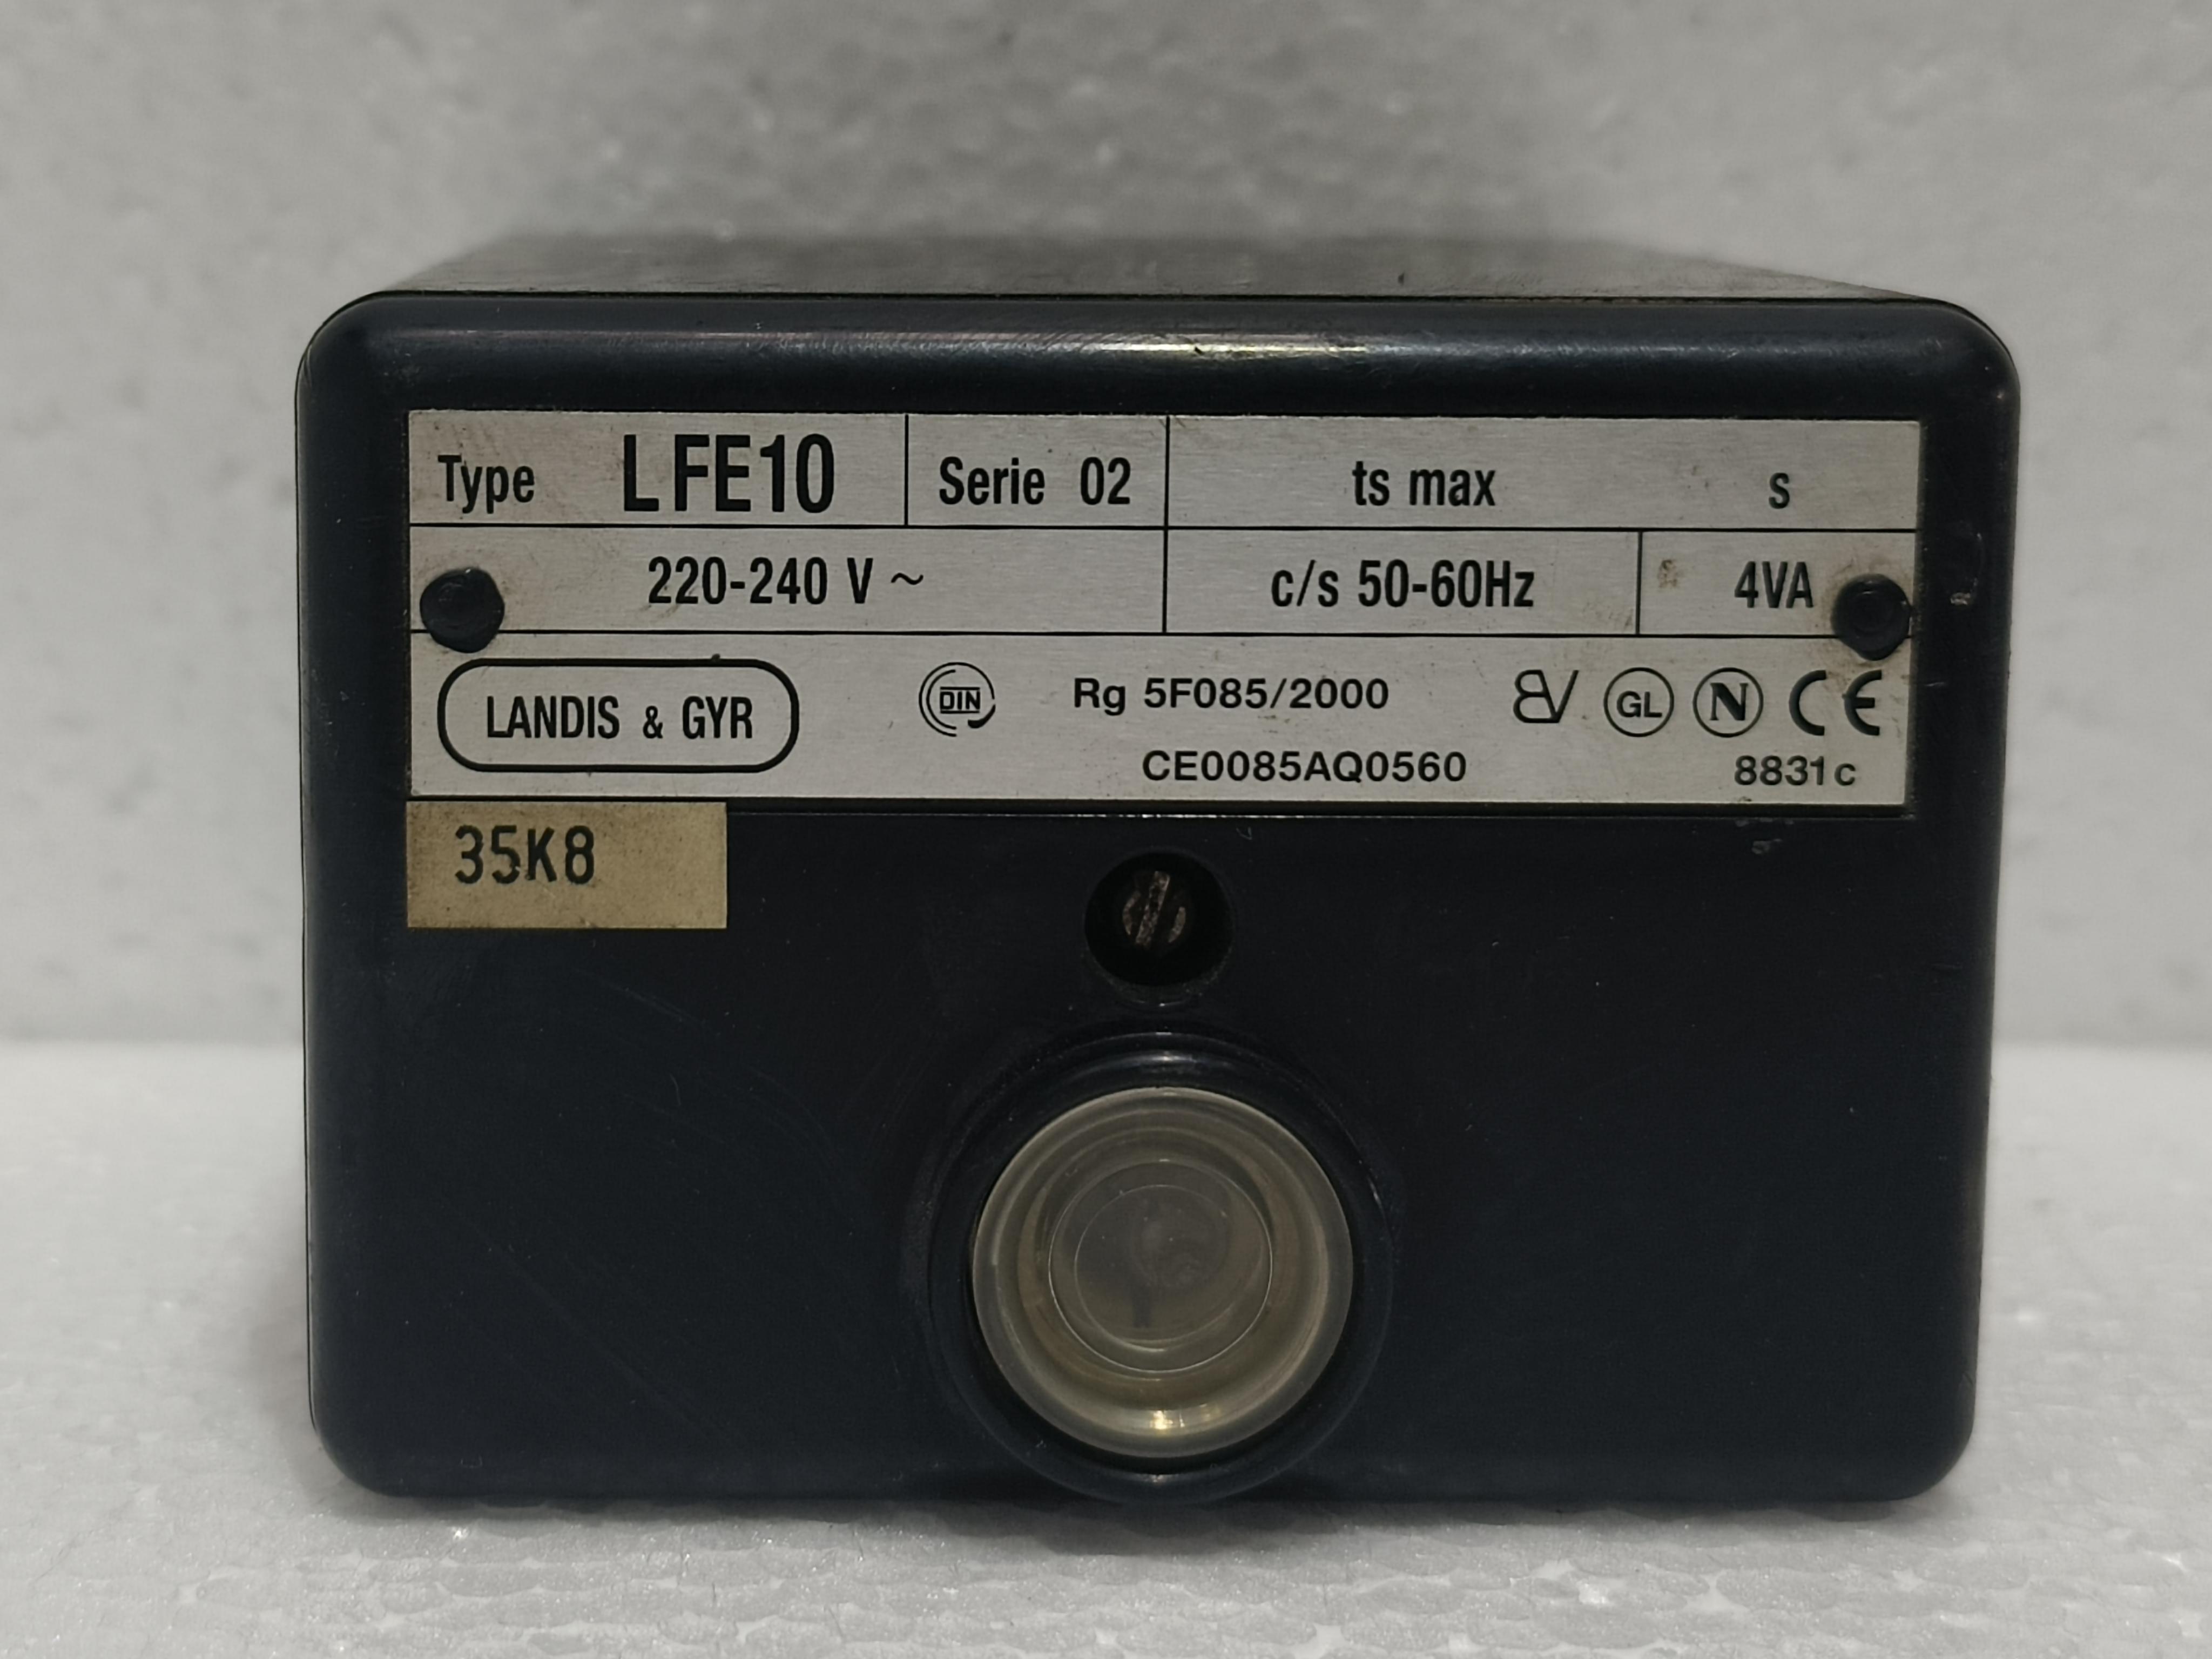 Type LFE10 Serie 02 ts max s
220-240 V ~ c/s 50-60Hz 4VA
LANDIS & GYR DIN Rg 5F085/2000 BV GL N CE
CE0085AQ0560 8831c
35K8